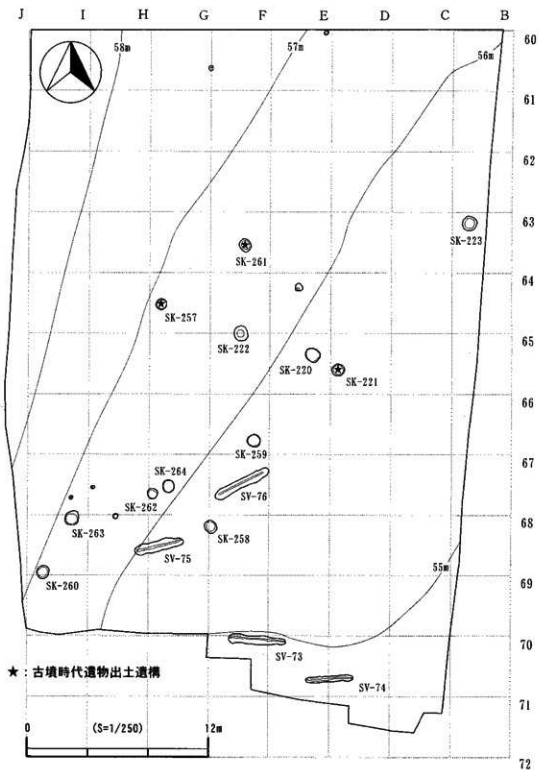 J I H G F E D C B
60
58m 57m 56m
61
62
63
SK-223
SK-261
64
SK-257
SK-222
65
SK-220
SK-221
66
SK-259
67
SK-264
SV-76
SK-262
SK-263
68
SK-258
SV-75
55m
SK-260
69
SV-73
70
★:古墳時代遺物出土遺構
SV-74
71
0 (S=1/250) 12m
72